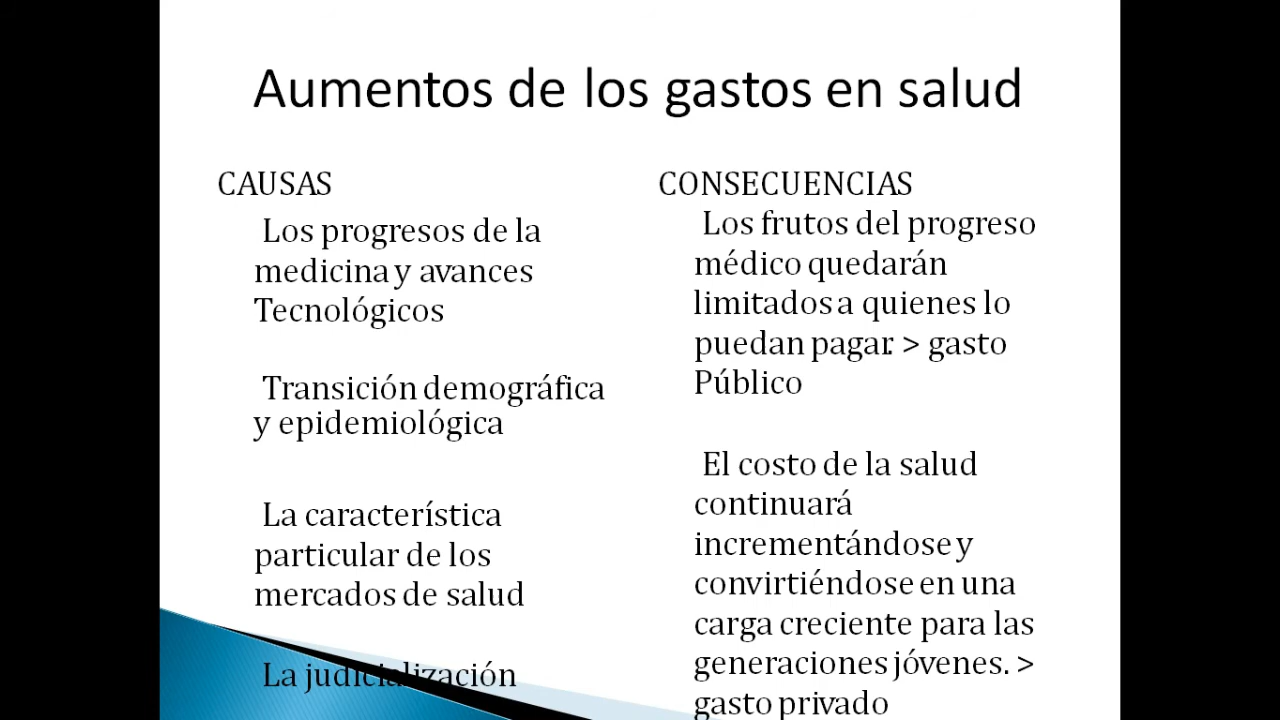 Aumentos de los gastos en salud
CAUSAS
Los progresos de la
medicina y avances
Tecnológicos
Transición demográfica
y epidemiológica
La característica
particular de los
mercados de salud
La judicialización
CONSECUENCIAS
Los frutos del progreso
médico quedarán
limitados a quienes lo
puedan pagar. > gasto
Público
El costo de la salud
continuará
incrementándose y
convirtiéndose en una
carga creciente para las
generaciones jóvenes. >
gasto privado